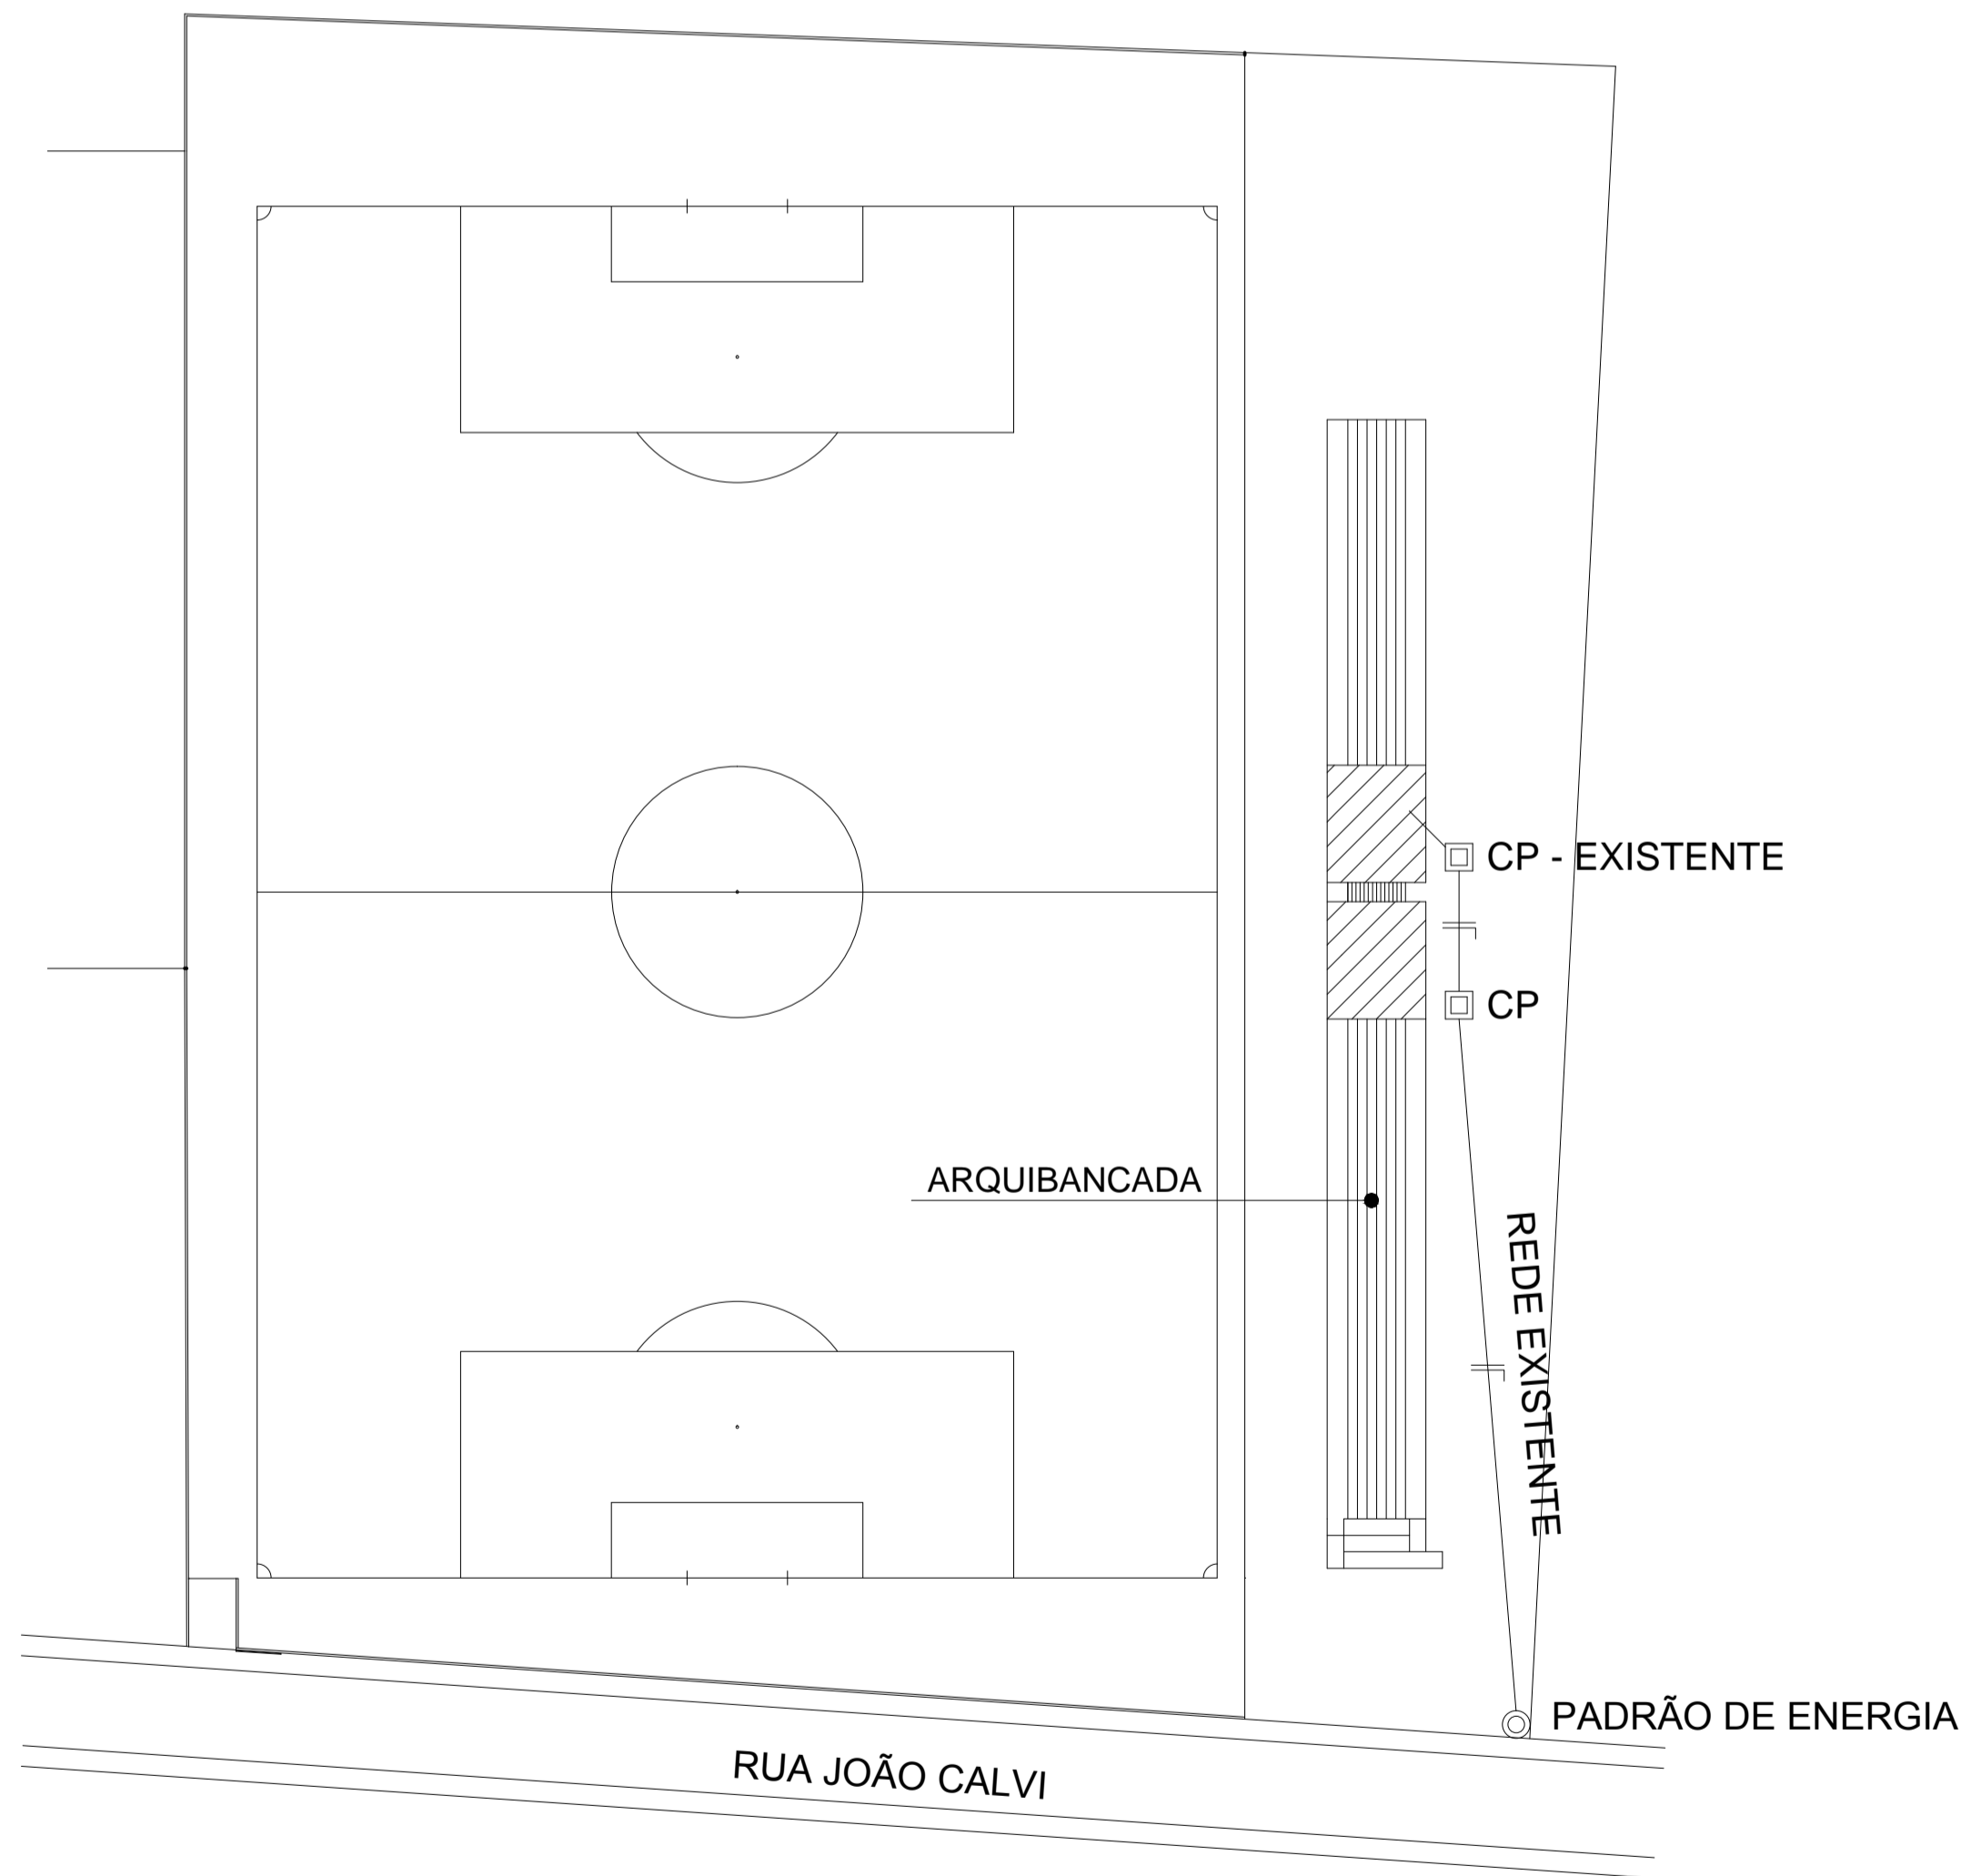 CP - EXISTENTE
CP
ARQUIBANCADA
REDE EXISTENTE
PADRÃO DE ENERGIA
RUA JOÃO CALVI